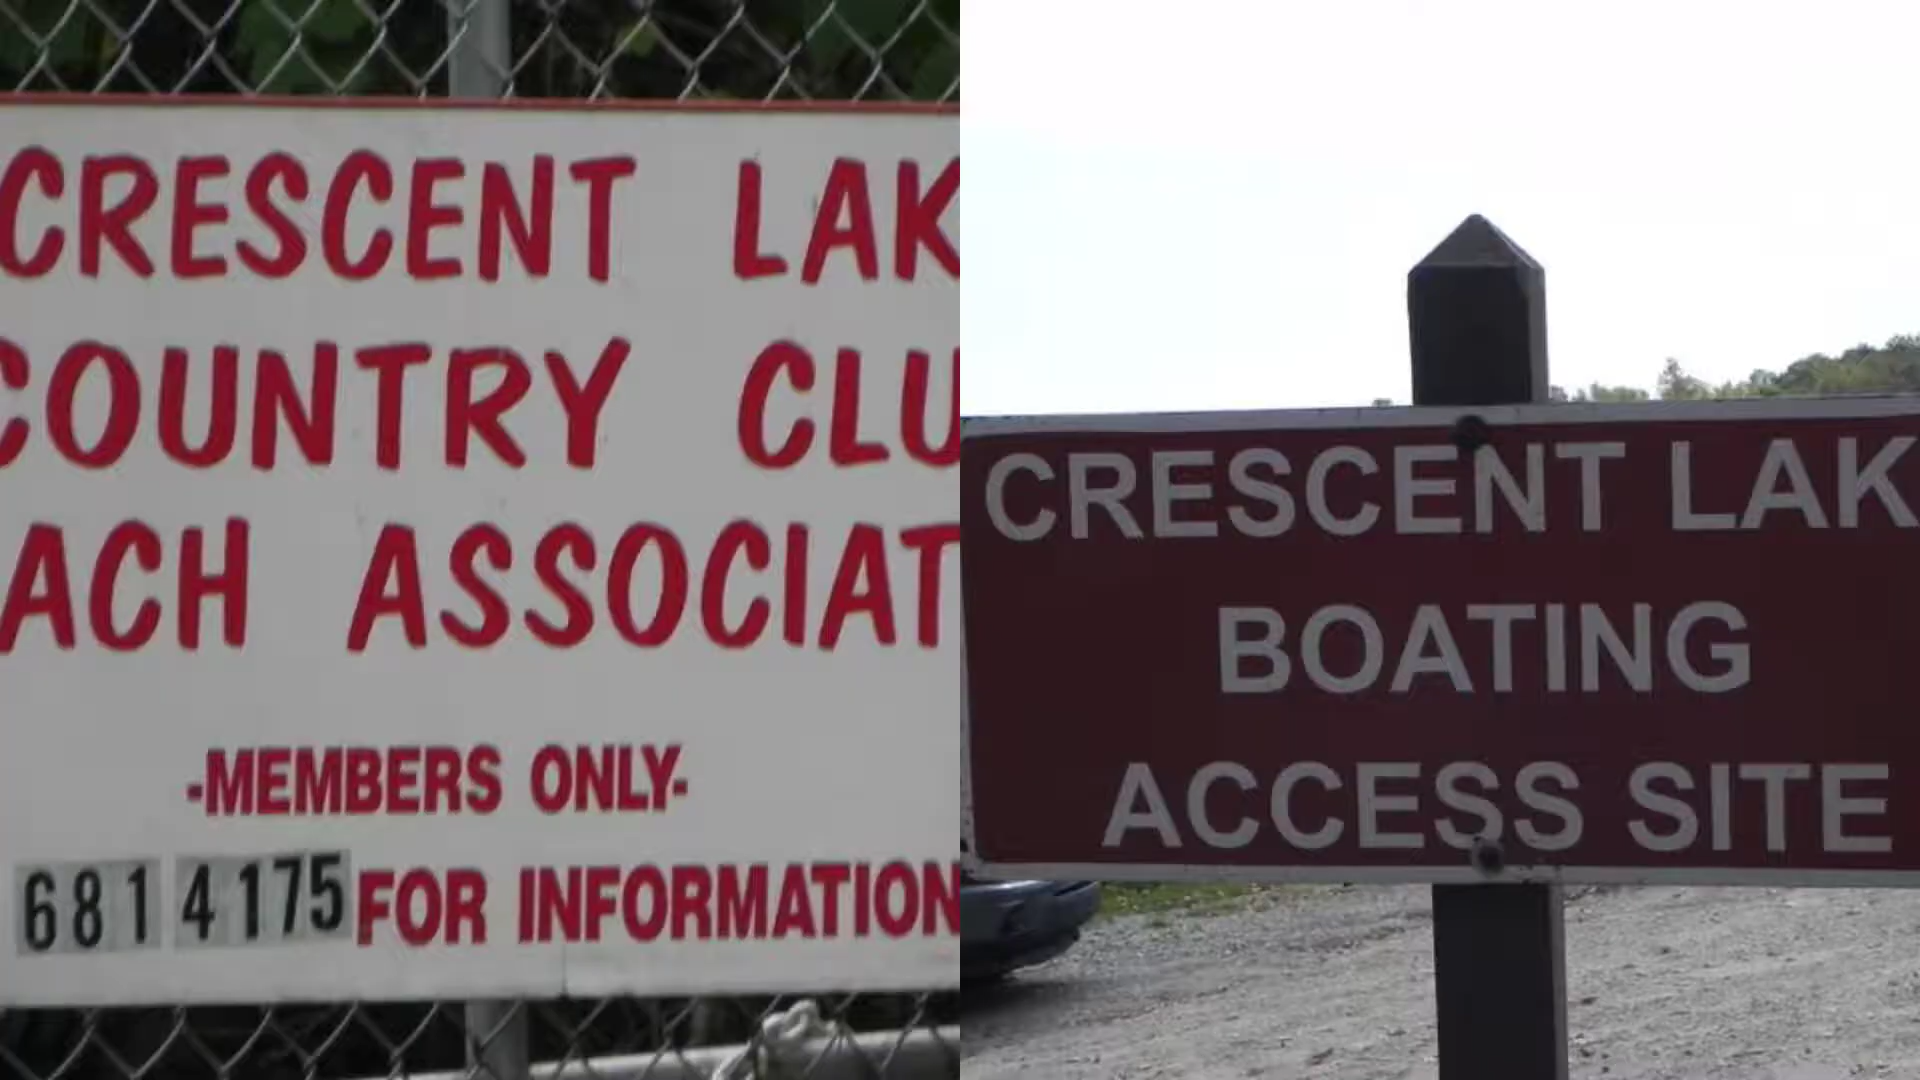 CRESCENT LAK
COUNTRY CLU
ACH ASSOCIAT
-MEMBERS ONLY-
681 4175 FOR INFORMATION
CRESCENT LAK
BOATING
ACCESS SITE